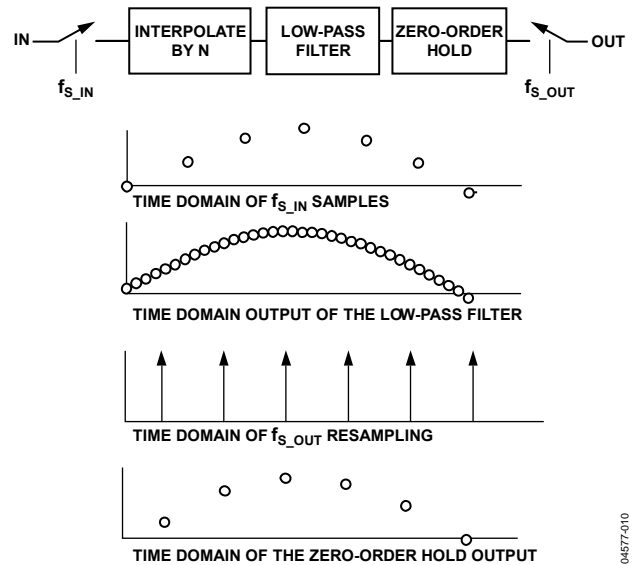 IN
INTERPOLATE
BY N
LOW-PASS
FILTER
ZERO-ORDER
HOLD
OUT
fS_IN
fS_OUT
TIME DOMAIN OF fS_IN SAMPLES
TIME DOMAIN OUTPUT OF THE LOW-PASS FILTER
TIME DOMAIN OF fS_OUT RESAMPLING
TIME DOMAIN OF THE ZERO-ORDER HOLD OUTPUT
04577-010